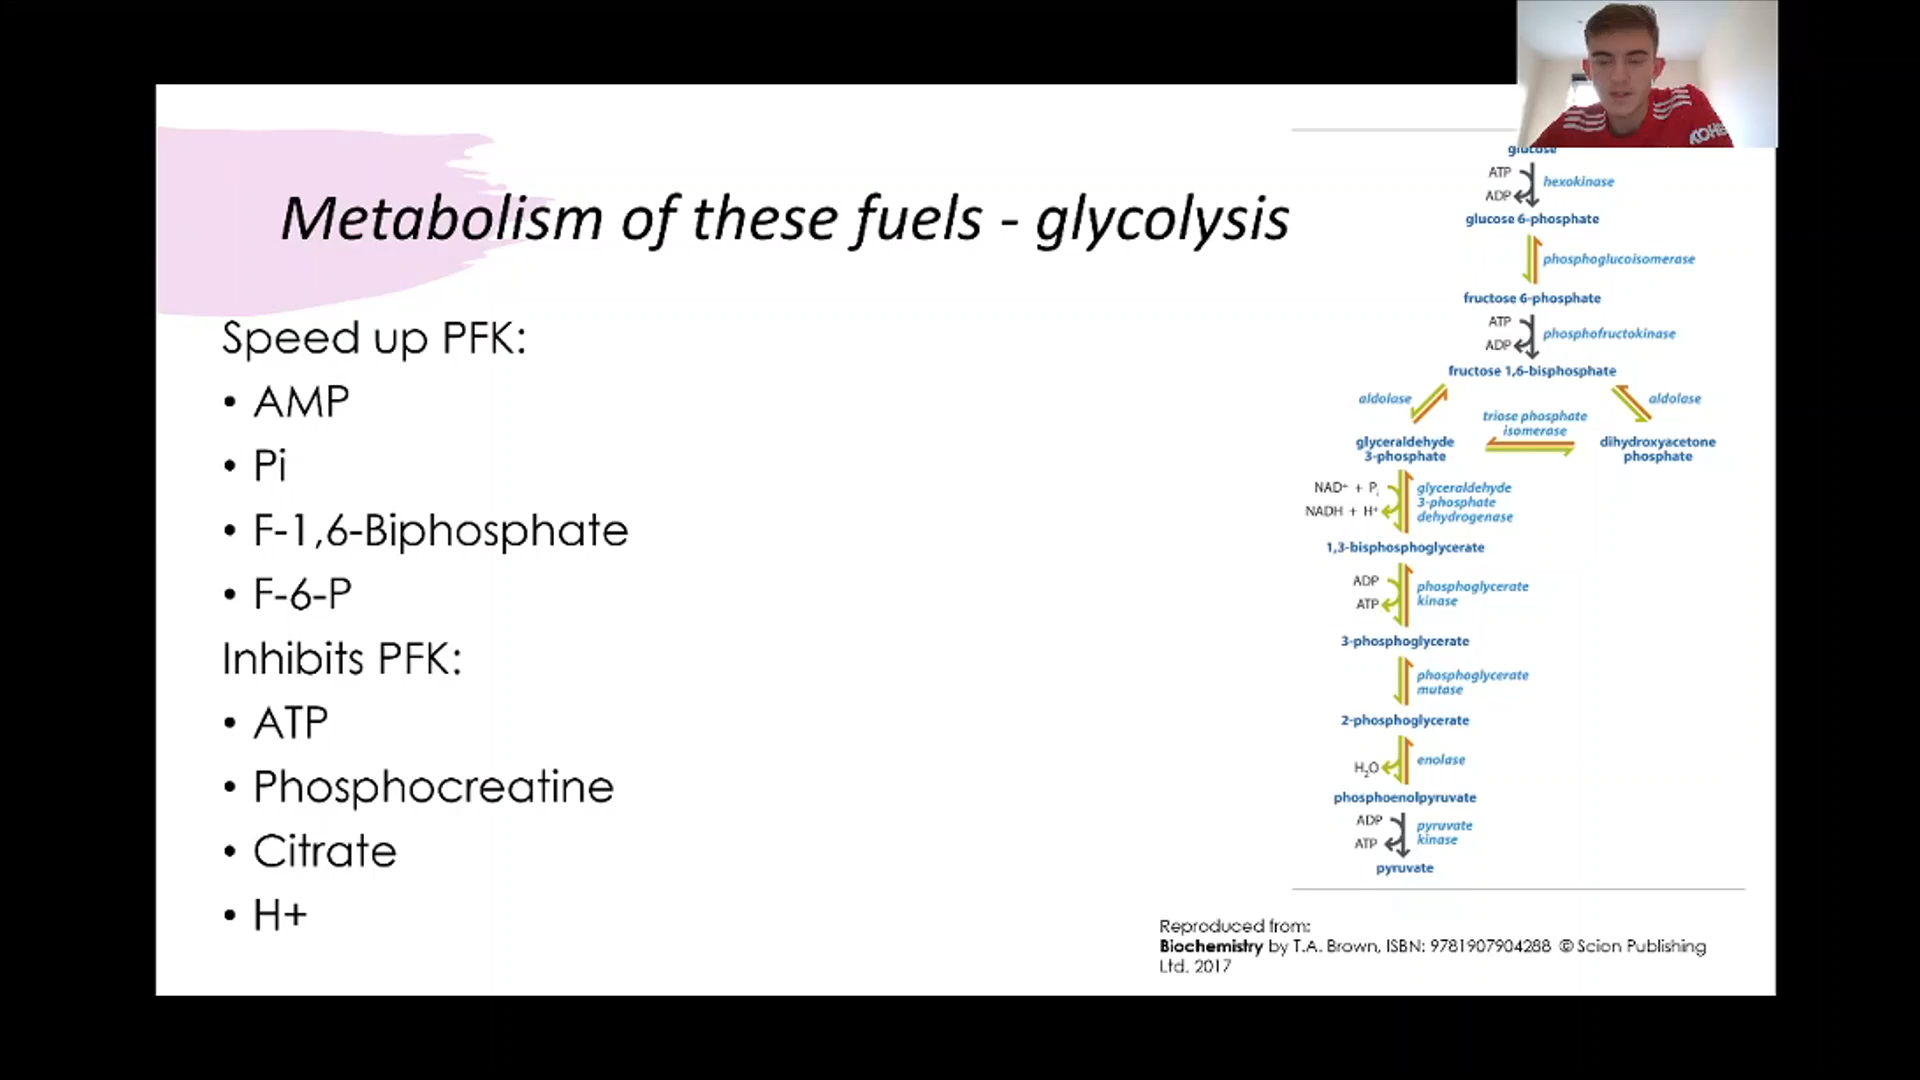 Metabolism of these fuels - glycolysis
Speed up PFK:
• AMP
• Pi
• F-1,6-Biphosphate
• F-6-P
Inhibits PFK:
• ATP
• Phosphocreatine
• Citrate
• H+
glucose
ATP
hexokinase
ADP
glucose 6-phosphate
phosphoglucoisomerase
fructose 6-phosphate
ATP
phosphofructokinase
ADP
fructose 1,6-bisphosphate
aldolase
aldolase
triose phosphate
isomerase
glyceraldehyde
3-phosphate
dihydroxyacetone
phosphate
NAD⁺ + Pᵢ
NADH + H⁺
glyceraldehyde
3-phosphate
dehydrogenase
1,3-bisphosphoglycerate
ADP
ATP
phosphoglycerate
kinase
3-phosphoglycerate
phosphoglycerate
mutase
2-phosphoglycerate
H₂O
enolase
phosphoenolpyruvate
ADP
ATP
pyruvate
kinase
pyruvate
Reproduced from:
Biochemistry by T.A. Brown, ISBN: 9781907904288 © Scion Publishing
Ltd. 2017